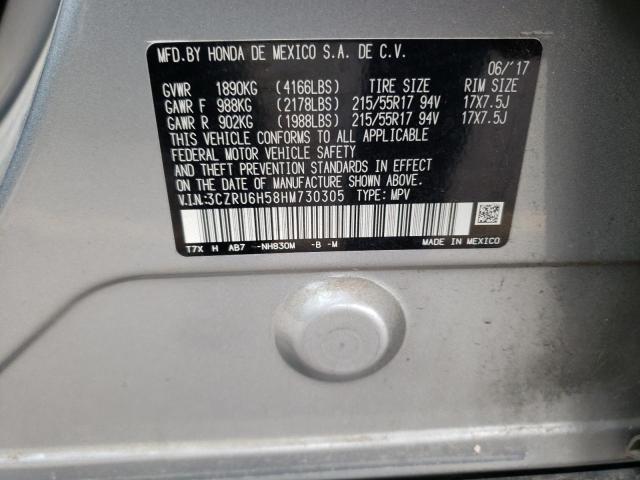 MFD.BY HONDA DE MEXICO S.A. DE C.V.
06/'17
GVWR 1890KG (4166LBS) TIRE SIZE RIM SIZE
GAWR F 988KG (2178LBS) 215/55R17 94V 17X7.5J
GAWR R 902KG (1988LBS) 215/55R17 94V 17X7.5J
THIS VEHICLE CONFORMS TO ALL APPLICABLE
FEDERAL MOTOR VEHICLE SAFETY
AND THEFT PREVENTION STANDARDS IN EFFECT
ON THE DATE OF MANUFACTURE SHOWN ABOVE.
V.I.N.:3CZRU6H58HM730305 TYPE: MPV
T7X H AB7 -NH830M -B -M
MADE IN MEXICO